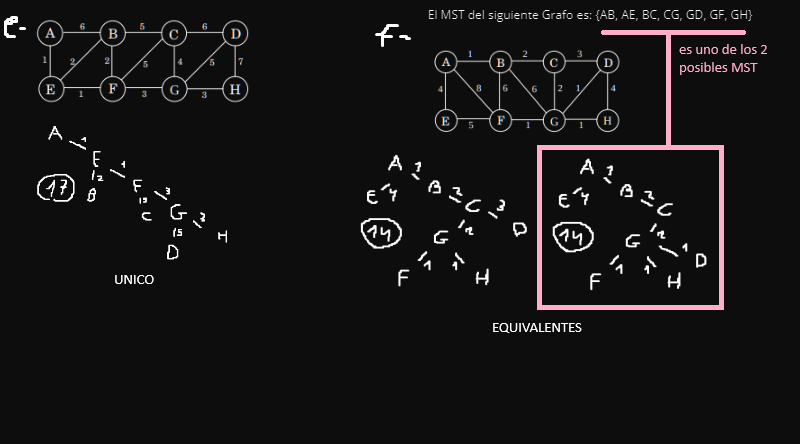 e-
A 6 B 5 C 6 D
1 2 2 5 4 5 7
E 1 F 3 G 3 H
A 1
E 1
17 2 F 3
B 5 G 3
C 5 H
D
UNICO
El MST del siguiente Grafo es: {AB, AE, BC, CG, GD, GF, GH}
es uno de los 2
posibles MST
f-
A 1 B 2 C 3 D
4 8 6 6 2 1 4
E 5 F 1 G 1 H
A 1
E 4 B 2 C 3 D
14 G 2
F 1 1 H
A 1
E 4 B 2 C
14 G 2 1 D
F 1 1 H
EQUIVALENTES